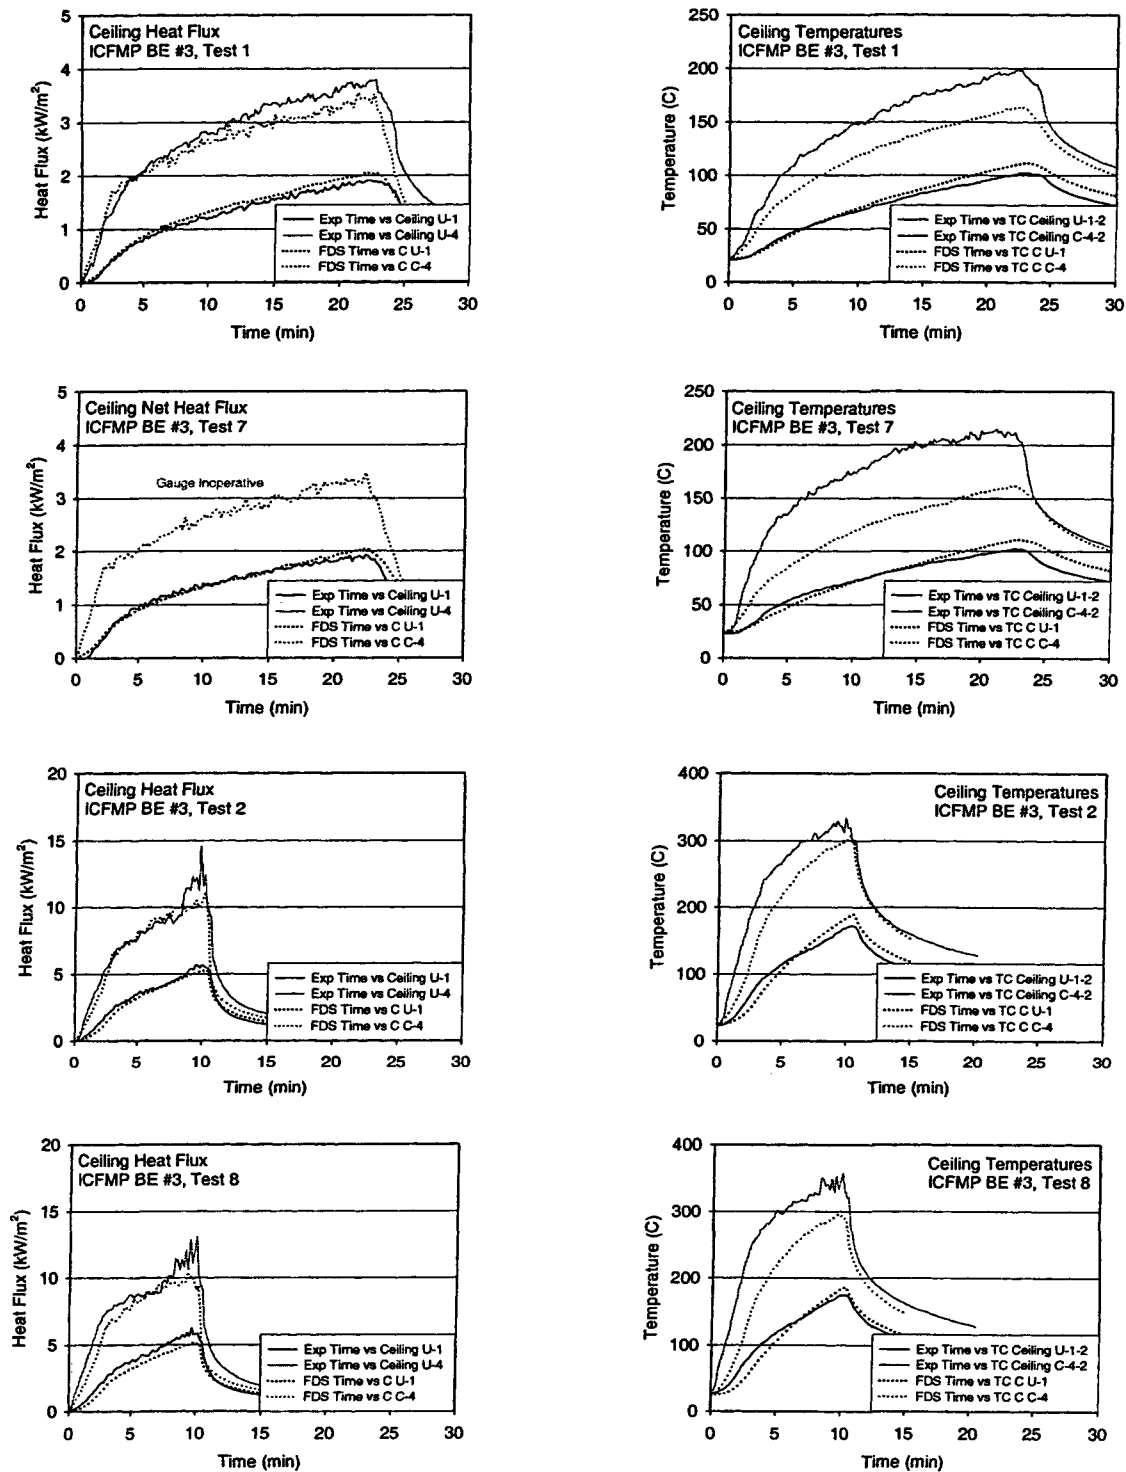 Ceiling Heat Flux
ICFMP BE #3, Test 1
Heat Flux (kW/m²)
5
4
3
2
1
0
Exp Time vs Ceiling U-1
Exp Time vs Ceiling U-4
FDS Time vs C U-1
FDS Time vs C C-4
0 5 10 15 20 25 30
Time (min)
Ceiling Temperatures
ICFMP BE #3, Test 1
Temperature (C)
250
200
150
100
50
0
Exp Time vs TC Ceiling U-1-2
Exp Time vs TC Ceiling C-4-2
FDS Time vs TC C U-1
FDS Time vs TC C C-4
0 5 10 15 20 25 30
Time (min)
Ceiling Net Heat Flux
ICFMP BE #3, Test 7
Gauge Inoperative
Heat Flux (kW/m²)
5
4
3
2
1
0
Exp Time vs Ceiling U-1
Exp Time vs Ceiling U-4
FDS Time vs C U-1
FDS Time vs C C-4
0 5 10 15 20 25 30
Time (min)
Ceiling Temperatures
ICFMP BE #3, Test 7
Temperature (C)
250
200
150
100
50
0
Exp Time vs TC Ceiling U-1-2
Exp Time vs TC Ceiling C-4-2
FDS Time vs TC C U-1
FDS Time vs TC C C-4
0 5 10 15 20 25 30
Time (min)
Ceiling Heat Flux
ICFMP BE #3, Test 2
Heat Flux (kW/m²)
20
15
10
5
0
Exp Time vs Ceiling U-1
Exp Time vs Ceiling U-4
FDS Time vs C U-1
FDS Time vs C C-4
0 5 10 15 20 25 30
Time (min)
Ceiling Temperatures
ICFMP BE #3, Test 2
Temperature (C)
400
300
200
100
0
Exp Time vs TC Ceiling U-1-2
Exp Time vs TC Ceiling C-4-2
FDS Time vs TC C U-1
FDS Time vs TC C C-4
0 5 10 15 20 25 30
Time (min)
Ceiling Heat Flux
ICFMP BE #3, Test 8
Heat Flux (kW/m²)
20
15
10
5
0
Exp Time vs Ceiling U-1
Exp Time vs Ceiling U-4
FDS Time vs C U-1
FDS Time vs C C-4
0 5 10 15 20 25 30
Time (min)
Ceiling Temperatures
ICFMP BE #3, Test 8
Temperature (C)
400
300
200
100
0
Exp Time vs TC Ceiling U-1-2
Exp Time vs TC Ceiling C-4-2
FDS Time vs TC C U-1
FDS Time vs TC C C-4
0 5 10 15 20 25 30
Time (min)